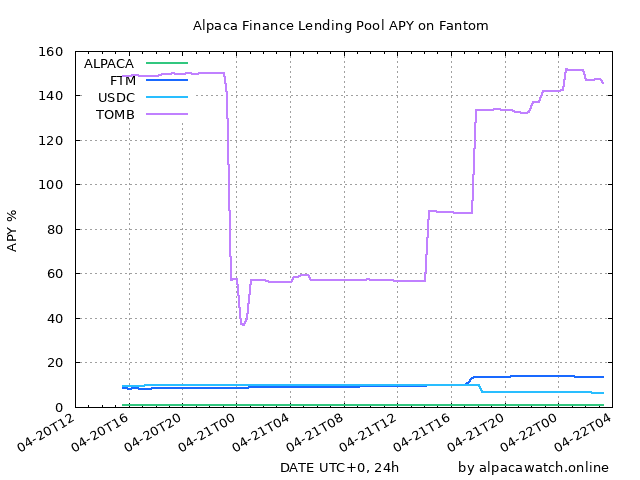 Alpaca Finance Lending Pool APY on Fantom
160
140
120
100
80
60
40
20
0
APY %
ALPACA
FTM
USDC
TOMB
04-20T12
04-20T16
04-20T20
04-21T00
04-21T04
04-21T08
04-21T12
04-21T16
04-21T20
04-22T00
04-22T04
DATE UTC+0, 24h
by alpacawatch.online